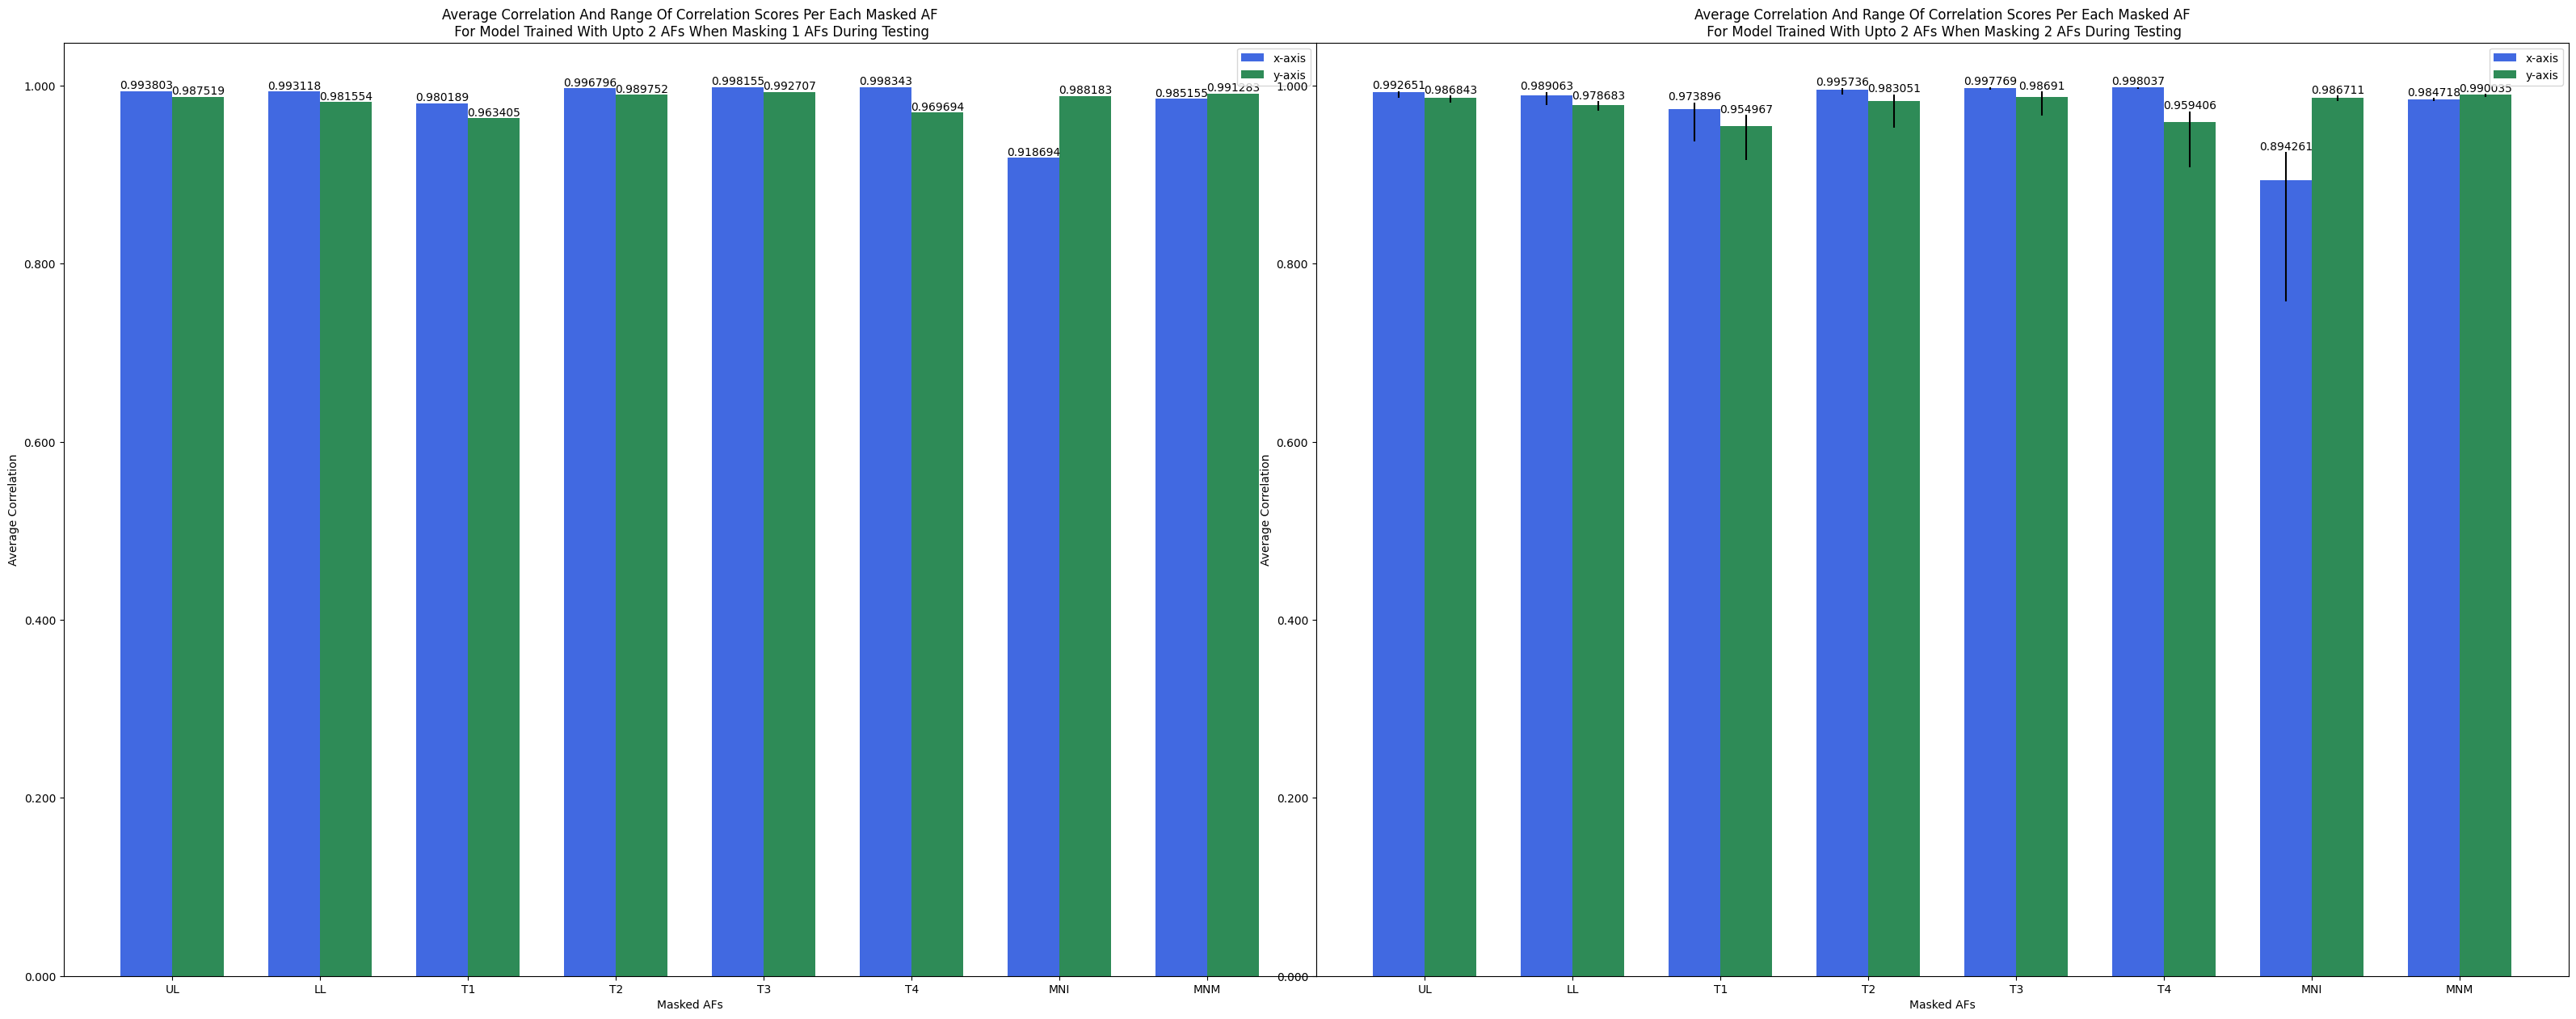 Average Correlation And Range Of Correlation Scores Per Each Masked AF
For Model Trained With Upto 2 AFs When Masking 1 AFs During Testing
x-axis
y-axis
1.000
0.800
0.600
0.400
0.200
0.000
Average Correlation
0.993803
0.987519
0.993118
0.981554
0.980189
0.963405
0.996796
0.989752
0.998155
0.992707
0.998343
0.969694
0.918694
0.988183
0.985155
0.991283
UL
LL
T1
T2
T3
T4
MNI
MNM
Masked AFs
Average Correlation And Range Of Correlation Scores Per Each Masked AF
For Model Trained With Upto 2 AFs When Masking 2 AFs During Testing
x-axis
y-axis
1.000
0.800
0.600
0.400
0.200
0.000
Average Correlation
0.992651
0.986843
0.989063
0.978683
0.973896
0.954967
0.995736
0.983051
0.997769
0.98691
0.998037
0.959406
0.894261
0.986711
0.984718
0.990035
UL
LL
T1
T2
T3
T4
MNI
MNM
Masked AFs